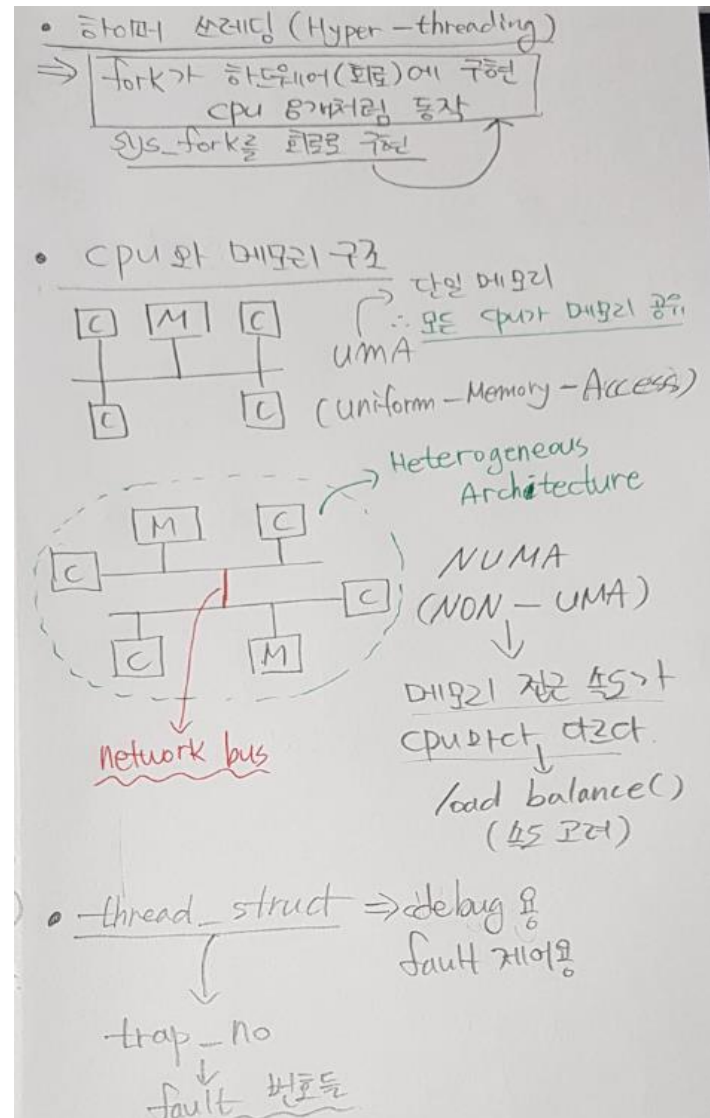 • 하이퍼 쓰레딩 (Hyper-threading)
⇒ fork가 하드웨어(회로)에 구현
cpu 8개처럼 동작
sys_fork를 회로로 구현
• CPU와 메모리 구조
C M C
C C
단일 메모리
∴ 모든 cpu가 메모리 공유
UMA
(Uniform-Memory-Access)
Heterogeneous
Architecture
M C
C
C
C M
network bus
NUMA
(NON-UMA)
메모리 접근 속도가
CPU마다 다르다.
load balance()
(속도 고려)
• thread_struct ⇒ debug 용
fault 제어용
trap_no
fault 번호들